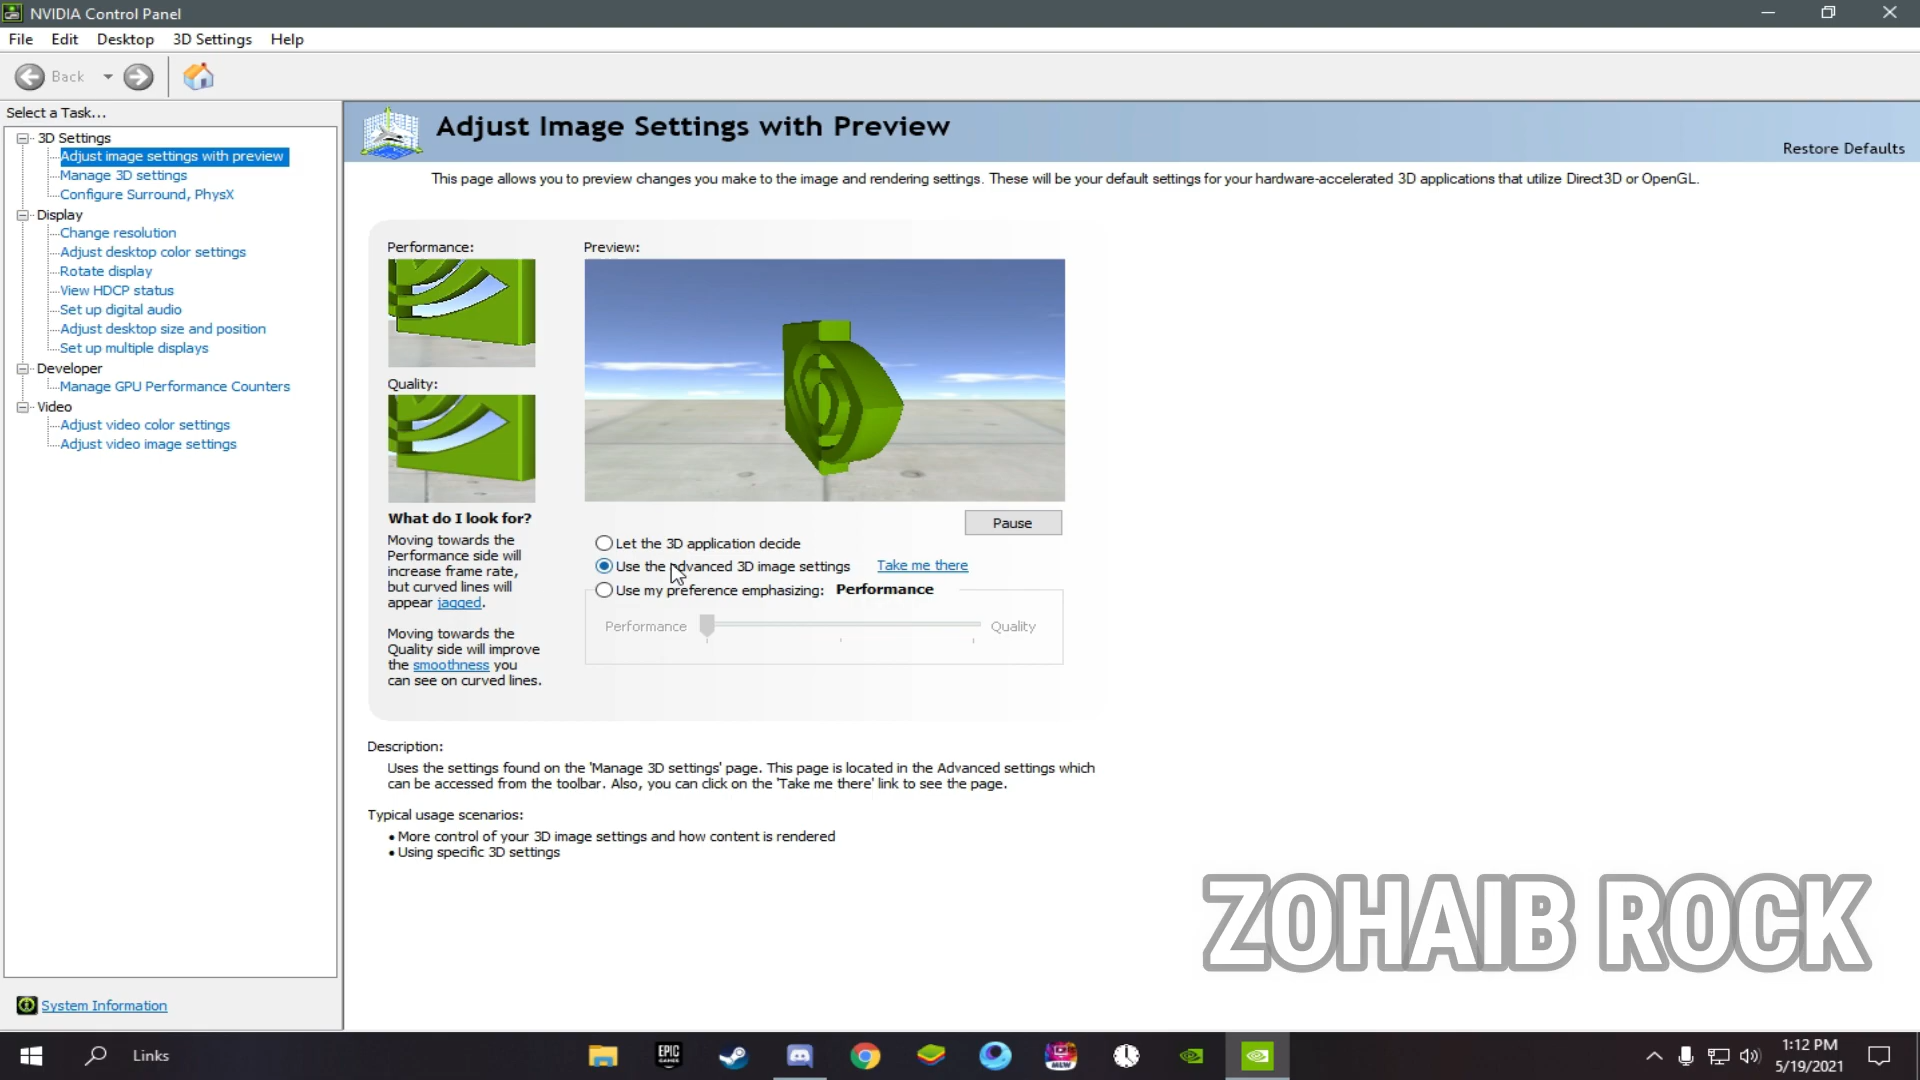 NVIDIA Control Panel
File Edit Desktop 3D Settings Help
Back
Select a Task...
3D Settings
Adjust image settings with preview
Manage 3D settings
Configure Surround, PhysX
Display
Change resolution
Adjust desktop color settings
Rotate display
View HDCP status
Set up digital audio
Adjust desktop size and position
Set up multiple displays
Developer
Manage GPU Performance Counters
Video
Adjust video color settings
Adjust video image settings
System Information
Adjust Image Settings with Preview
Restore Defaults
This page allows you to preview changes you make to the image and rendering settings. These will be your default settings for your hardware-accelerated 3D applications that utilize Direct3D or OpenGL.
Performance:
Quality:
What do I look for?
Moving towards the
Performance side will
increase frame rate,
but curved lines will
appear jagged.
Moving towards the
Quality side will improve
the smoothness you
can see on curved lines.
Preview:
Pause
Let the 3D application decide
Use the advanced 3D image settings Take me there
Use my preference emphasizing: Performance
Performance Quality
Description:
Uses the settings found on the 'Manage 3D settings' page. This page is located in the Advanced settings which
can be accessed from the toolbar. Also, you can click on the 'Take me there' link to see the page.
Typical usage scenarios:
• More control of your 3D image settings and how content is rendered
• Using specific 3D settings
ZOHAIB ROCK
Links
EPIC
GAMES
MLW
1:12 PM
5/19/2021